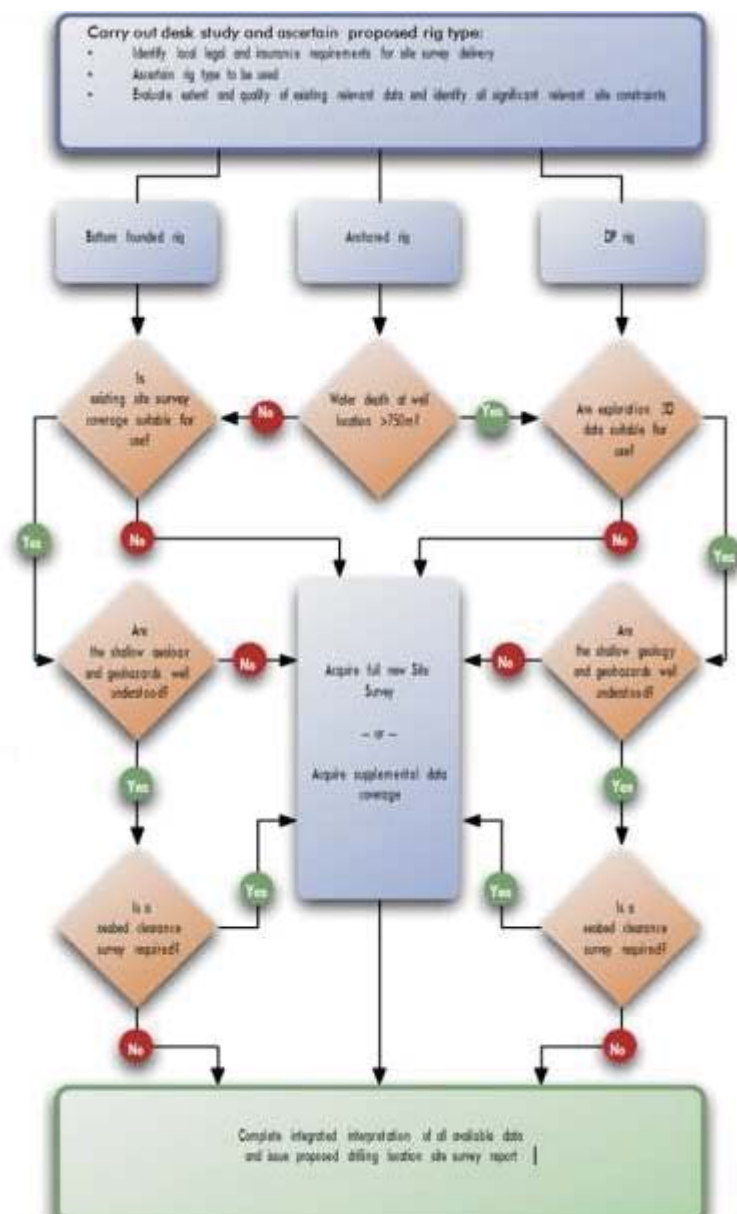 Carry out desk study and ascertain proposed rig type:
• Identify local legal and insurance requirements for site survey delivery
• Ascertain rig type to be used
• Evaluate extent and quality of existing relevant data and identify all significant relevant site constraints
Bottom founded rig
Anchored rig
DP rig
Is
existing site survey
coverage suitable for
use?
No
Water depth at well
location >750m?
Yes
Are exploration 3D
data suitable for
use?
Yes
No
No
Yes
Are
the shallow geology
and geohazards well
understood?
No
Acquire full new Site
Survey
– or –
Acquire supplemental data
coverage
No
Are
the shallow geology
and geohazards well
understood?
Yes
Yes
Yes
Yes
Is a
seabed clearance
survey required?
Is a
seabed clearance
survey required?
No
No
Complete integrated interpretation of all available data
and issue proposed drilling location site survey report